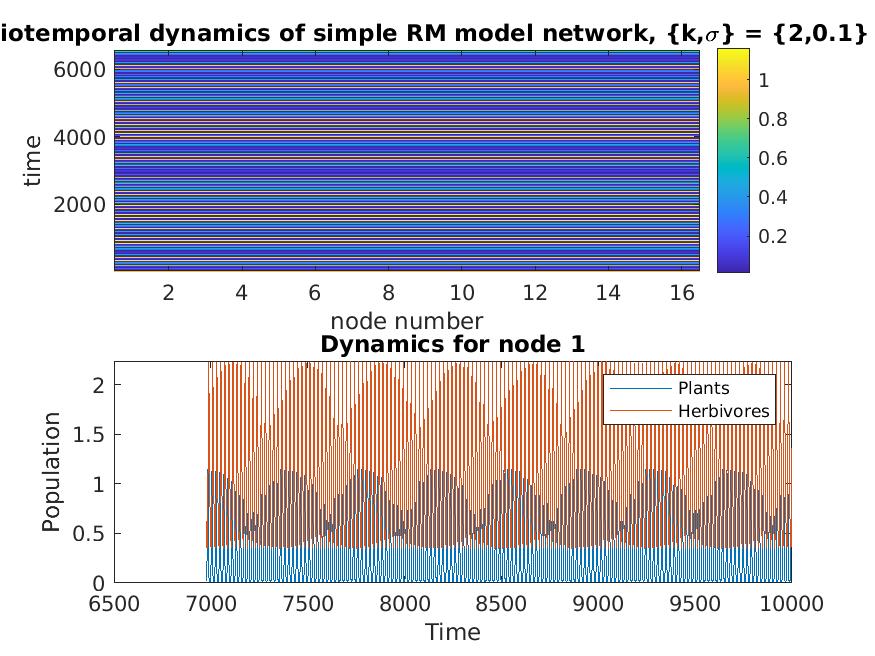 iotemporal dynamics of simple RM model network, {k,σ} = {2,0.1}
6000
4000
2000
time
2 4 6 8 10 12 14 16
node number
1
0.8
0.6
0.4
0.2
Dynamics for node 1
2
1.5
1
0.5
0
Population
Plants
Herbivores
6500 7000 7500 8000 8500 9000 9500 10000
Time